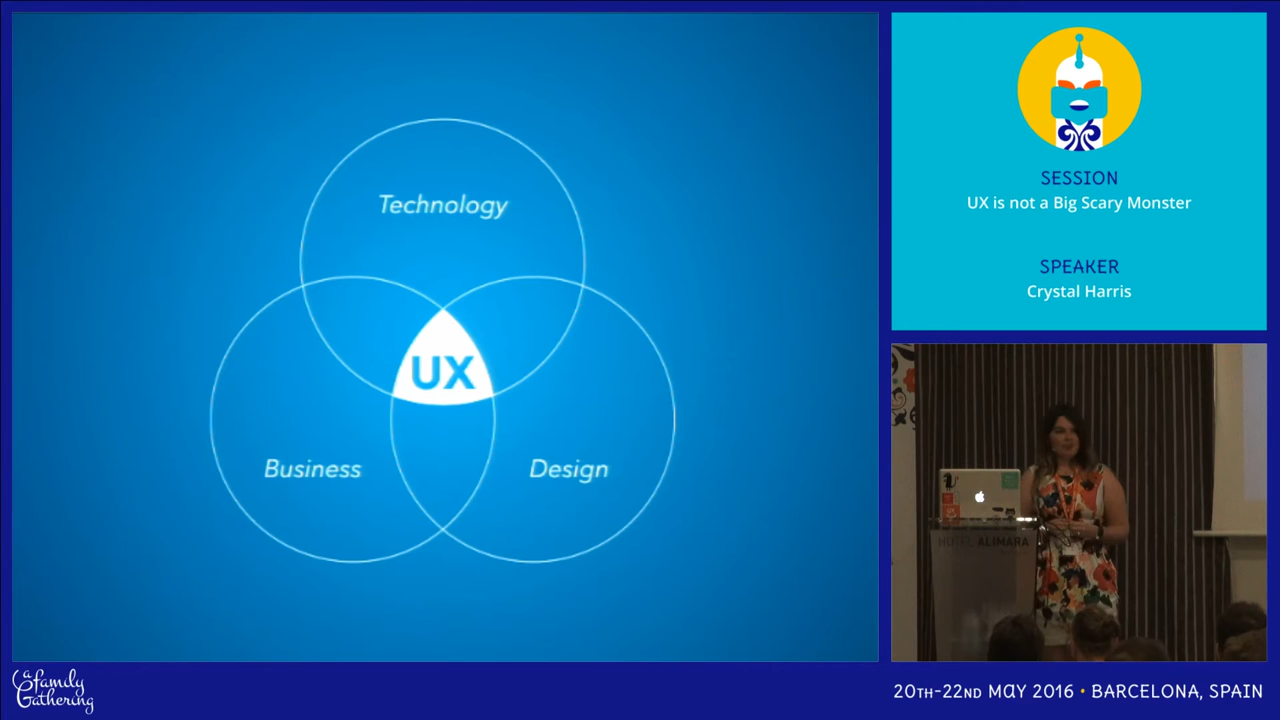 Technology
UX
Business
Design
SESSION
UX is not a Big Scary Monster
SPEAKER
Crystal Harris
HOTEL ALIMARA
a family
Gathering
20TH-22ND MAY 2016 • BARCELONA, SPAIN